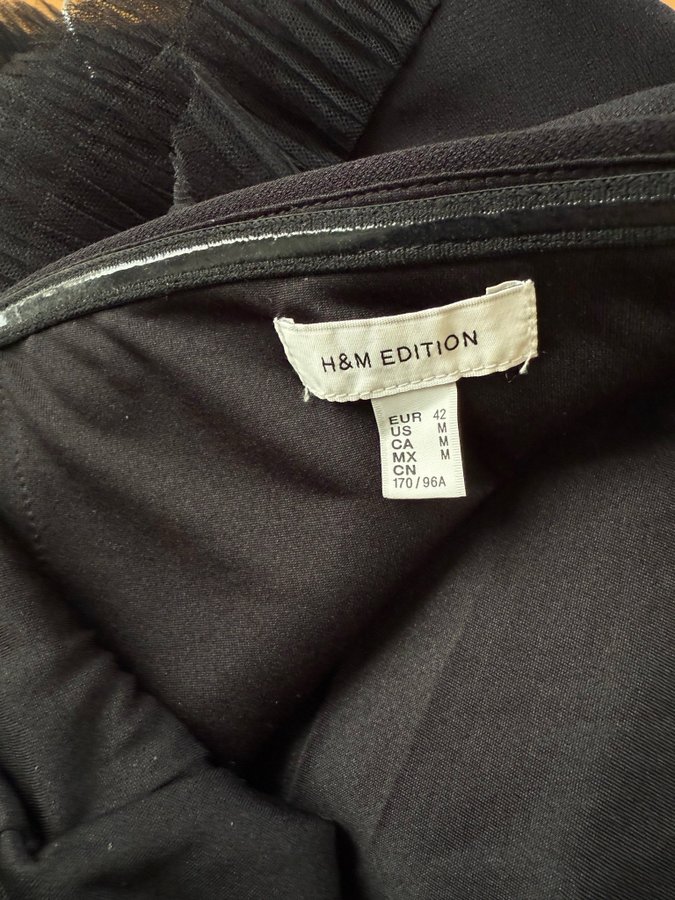 H&M EDITION
EUR 42
US M
CA M
MX M
CN
170/96A